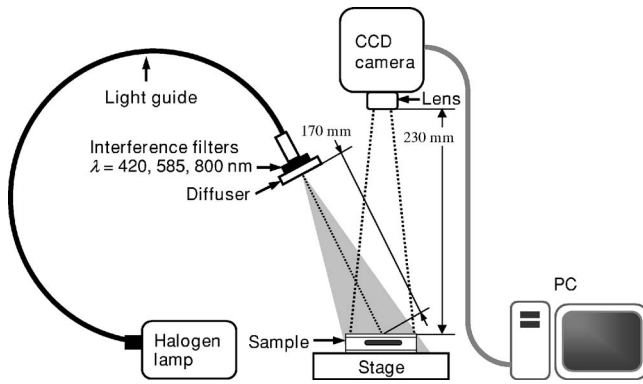 CCD
camera
Light guide
Lens
170 mm
230 mm
Interference filters
λ = 420, 585, 800 nm
Diffuser
PC
Halogen
lamp
Sample
Stage